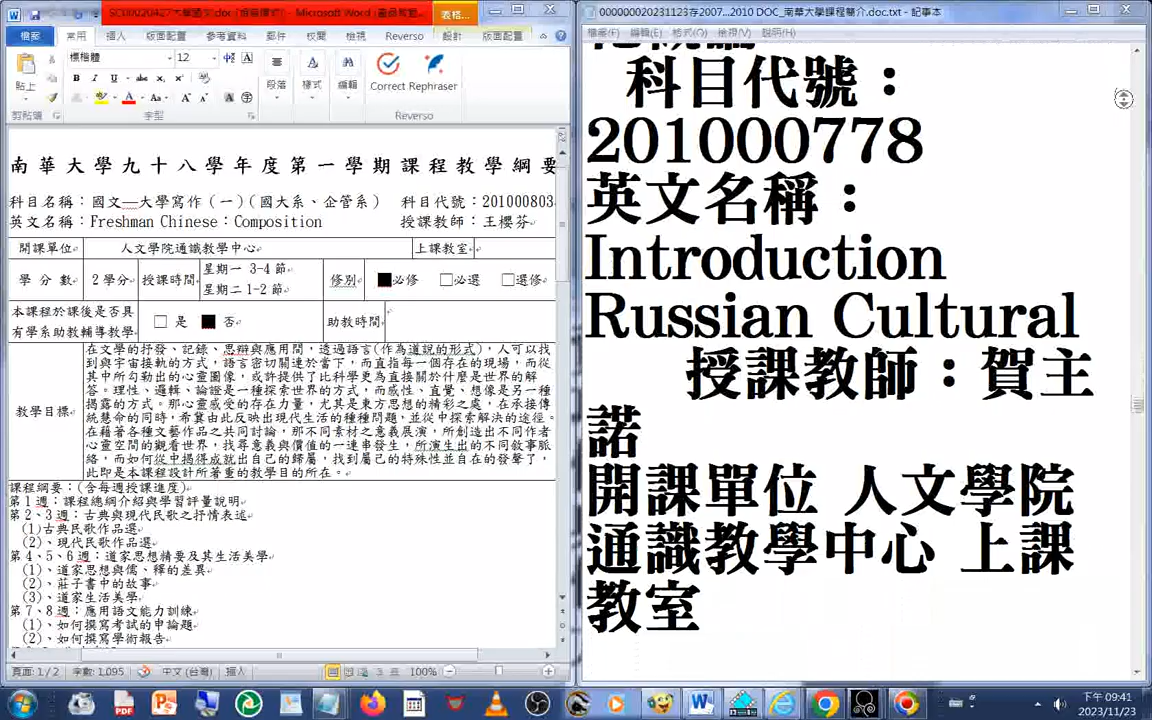 SC00020427大學國文.doc (相容模式) - Microsoft Word (產品啟動...
表格...
檔案 常用 插入 版面配置 參考資料 郵件 校閱 檢視 Reverso 設計 版面配置
貼上
標楷體 12
B I U abc x₂ x²
段落 樣式 編輯 Correct Rephraser
剪貼簿 字型 Reverso
南華大學九十八學年度第一學期課程教學綱要
科目名稱：國文—大學寫作(一)(國大系、企管系) 科目代號：201000803
英文名稱：Freshman Chinese：Composition 授課教師：王櫻芬
開課單位 人文學院通識教學中心 上課教室
學 分 數 2學分 授課時間 星期一 3-4節 星期二 1-2節 修別 ■必修 □必選 □選修
本課程於課後是否具有學系助教輔導教學 □ 是 ■ 否 助教時間
教學目標
在文學的抒發、記錄、思辯與應用間，透過語言(作為道說的形式)，人可以找
到與宇宙接軌的方式，語言密切關連於當下，而直指每一個存在的現場，而從
其中所勾勒出的心靈圖像，或許提供了比科學更為直接關於什麼是世界的解
答。理性、邏輯、論證是一種探索世界的方式，而感性、直覺、想像是另一種
揭露的方式。那心靈感受的存在力量，尤其是東方思想的精彩之處，在承接傳
統慧命的同時，希冀由此反映出現代生活的種種問題，並從中探索解決的途徑。
在藉著各種文藝作品之共同討論，那不同素材之意義展演，所創造出不同作者
心靈空間的觀看世界，找尋意義與價值的一連串發生，所演生出的不同敘事脈
絡，而如何從中揭得成就出自己的歸屬，找到屬己的特殊性並自在的發聲了，
此即是本課程設計所著重的教學目的所在。
課程綱要：(含每週授課進度)
第1週：課程總綱介紹與學習評量說明
第2、3週：古典與現代民歌之抒情表述
(1)古典民歌作品選
(2)、現代民歌作品選
第4、5、6週：道家思想精要及其生活美學
(1)、道家思想與儒、釋的差異
(2)、莊子書中的故事
(3)、道家生活美學
第7、8週：應用語文能力訓練
(1)、如何撰寫考試的申論題
(2)、如何撰寫學術報告
頁面: 1 / 2 字數: 1,095 中文 (台灣) 插入 100%
000000020231123存2007...2010 DOC_南華大學課程簡介.doc.txt - 記事本
檔案(F) 編輯(E) 格式(O) 檢視(V) 說明(H)
科目代號：
201000778
英文名稱：
Introduction
Russian Cultural
授課教師：賀主
諾
開課單位 人文學院
通識教學中心 上課
教室
下午 09:41
2023/11/23